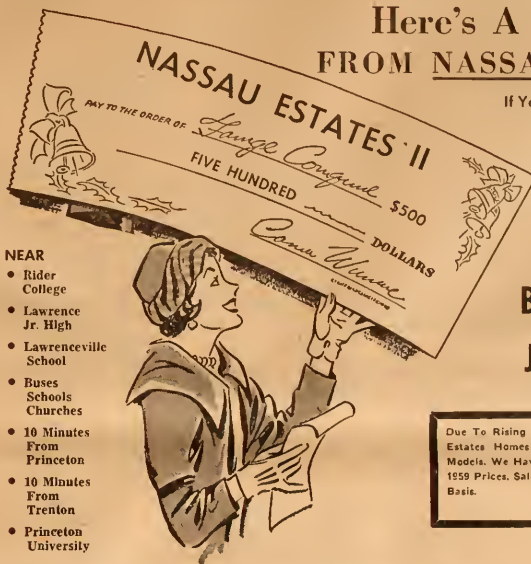 Here's A
FROM NASSA
If Yo
NASSAU ESTATES II
PAY TO THE ORDER OF
$500
FIVE HUNDRED DOLLARS
NEAR
• Rider
College
• Lawrence
Jr. High
• Lawrenceville
School
• Buses
Schools
Churches
• 10 Minutes
From
Princeton
• 10 Minutes
From
Trenton
• Princeton
University
B
J
Due To Rising
Estates Homes
Models. We Hav
1959 Prices. Sal
Basis.